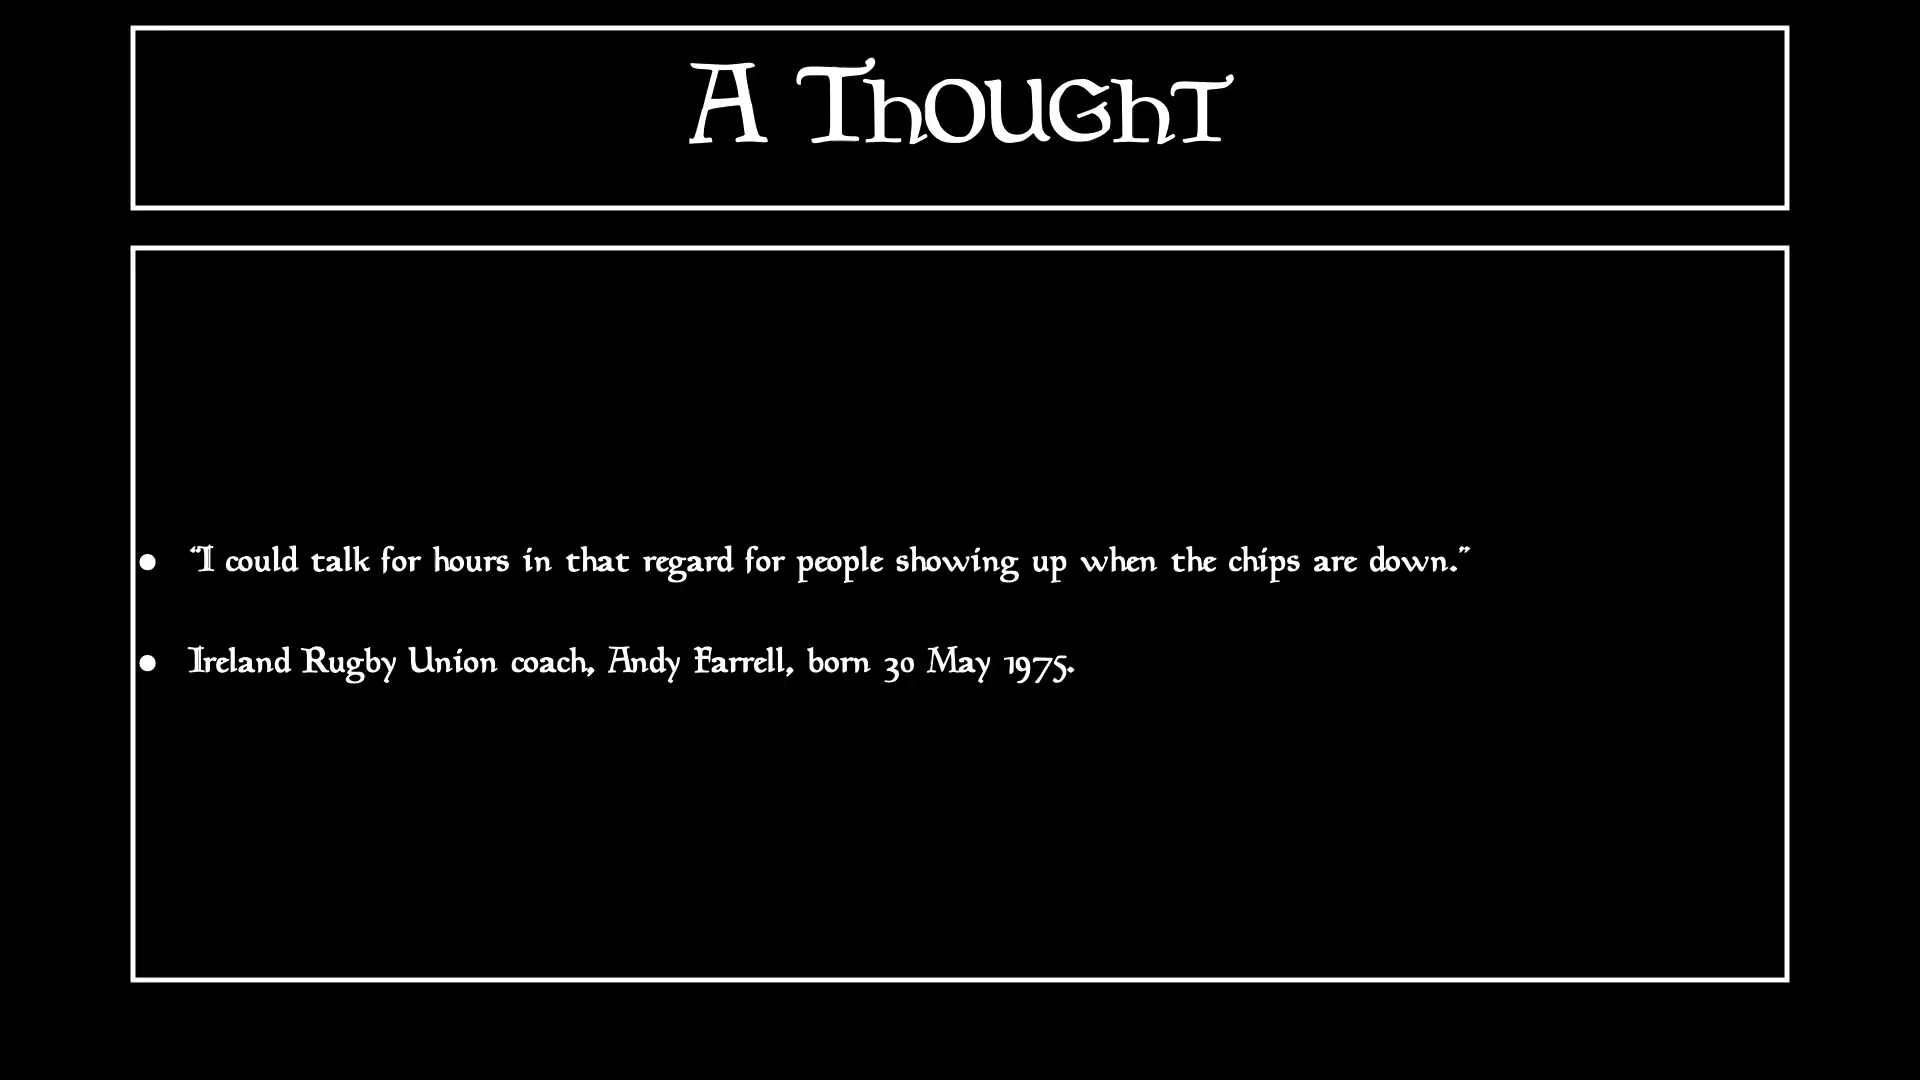 A Thought
• “I could talk for hours in that regard for people showing up when the chips are down.”
• Ireland Rugby Union coach, Andy Farrell, born 30 May 1975.